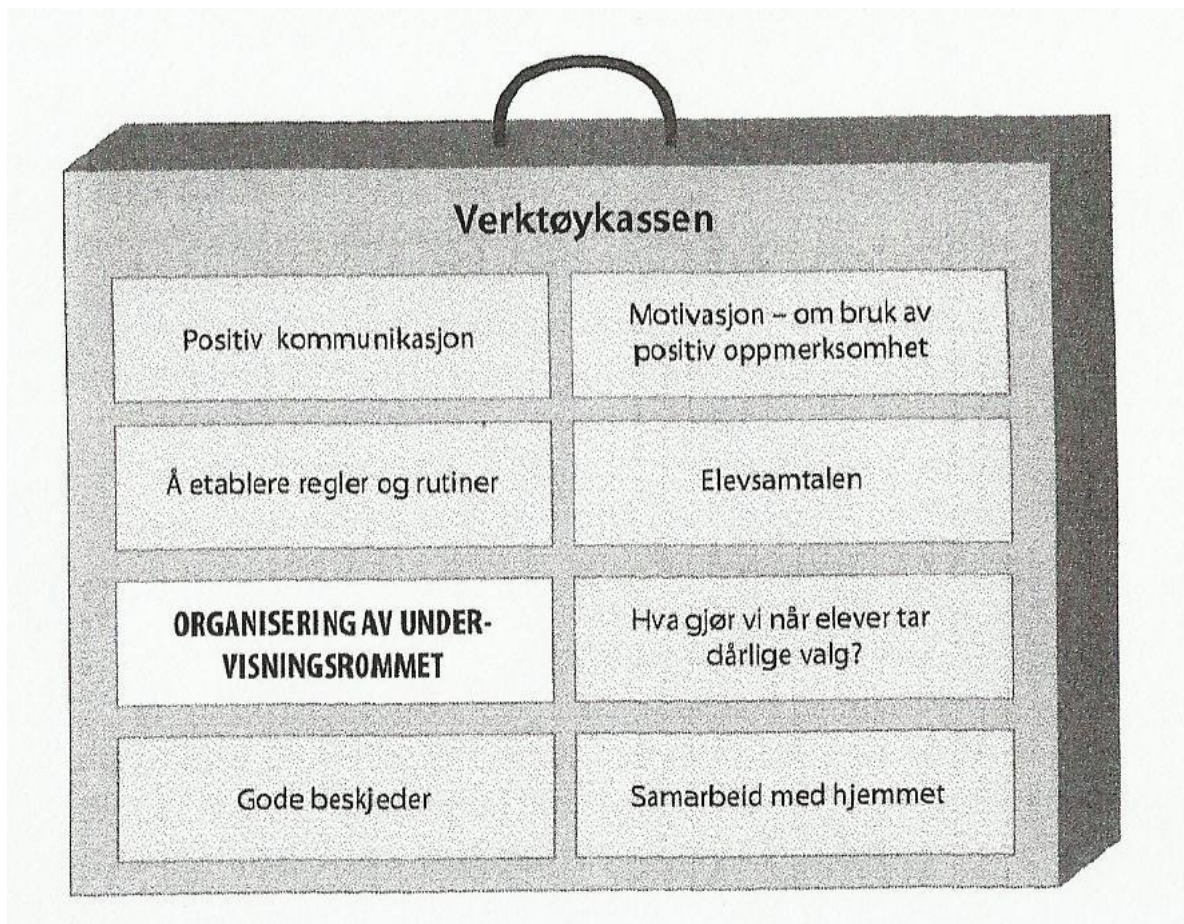 Verktøykassen
Positiv kommunikasjon
Motivasjon – om bruk av
positiv oppmerksomhet
Å etablere regler og rutiner
Elevsamtalen
ORGANISERING AV UNDER-
VISNINGSROMMET
Hva gjør vi når elever tar
dårlige valg?
Gode beskjeder
Samarbeid med hjemmet